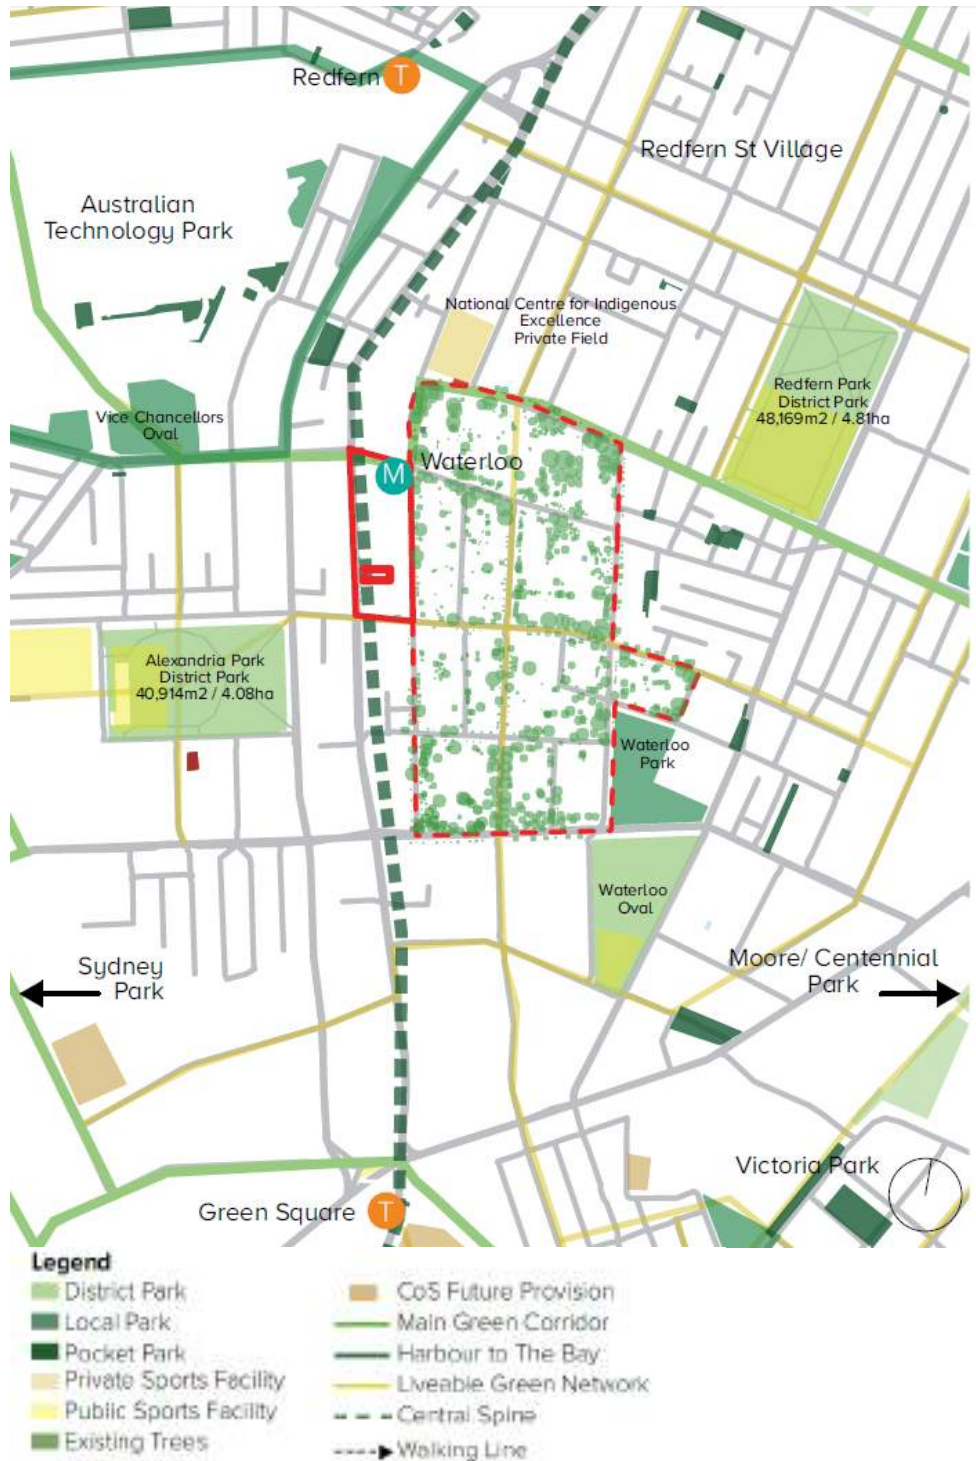 Redfern T
Redfern St Village
Australian
Technology Park
National Centre for Indigenous
Excellence
Private Field
Redfern Park
District Park
48,169m2 / 4.81ha
Vice Chancellors
Oval
M Waterloo
Alexandria Park
District Park
40,914m2 / 4.08ha
Waterloo
Park
Waterloo
Oval
Sydney
Park
Moore/ Centennial
Park
Victoria Park
Green Square T
Legend
District Park
Local Park
Pocket Park
Private Sports Facility
Public Sports Facility
Existing Trees
CoS Future Provision
Main Green Corridor
Harbour to The Bay
Liveable Green Network
Central Spine
Walking Line